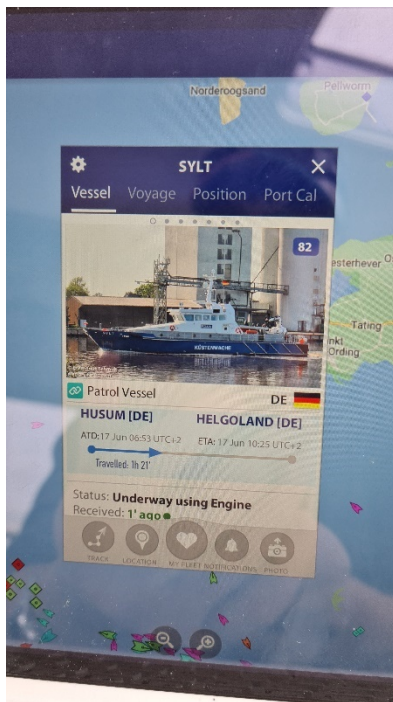 Norderoogsand
Pellworm
SYLT
Vessel Voyage Position Port Cal
82
esterhever
Tating
nkt
Ording
KÜSTENWACHE
Patrol Vessel
DE
HUSUM [DE] HELGOLAND [DE]
ATD:17 Jun 06:53 UTC+2 ETA: 17 Jun 10:25 UTC+2
Travelled: 1h 21'
Status: Underway using Engine
Received: 1' ago
TRACK LOCATION MY FLEET NOTIFICATIONS PHOTO